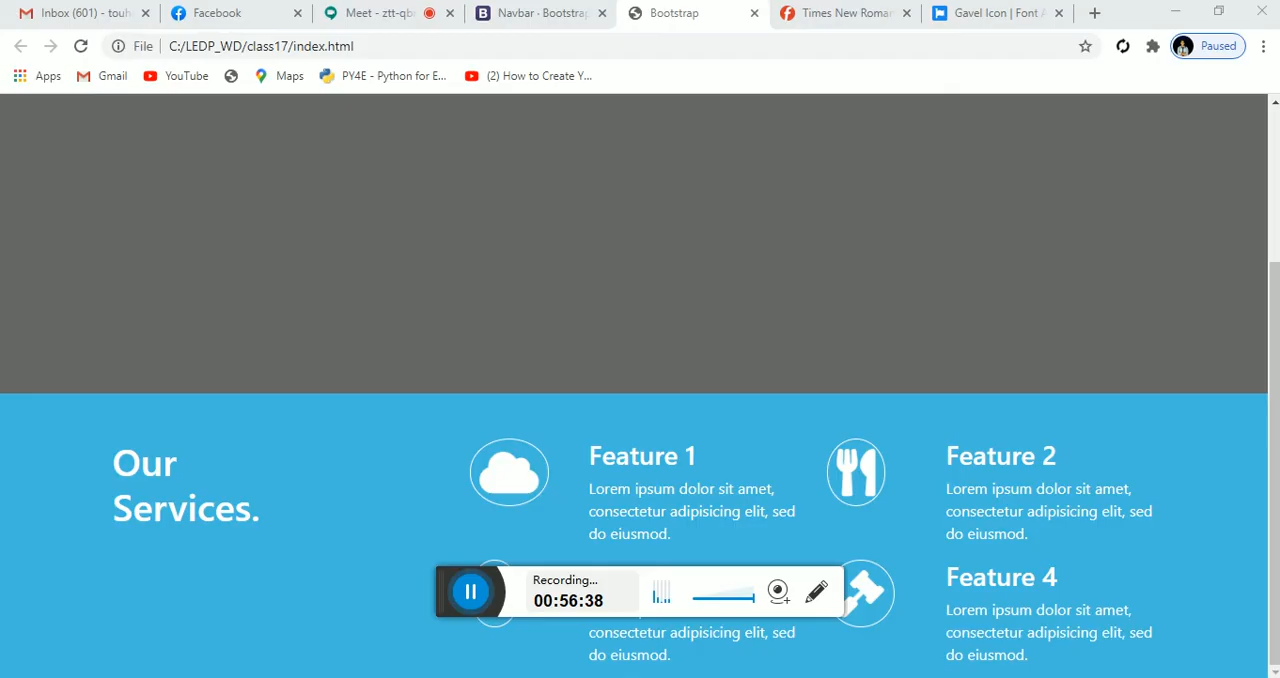 Inbox (601) - touh
Facebook
Meet - ztt-qb
Navbar · Bootstrap
Bootstrap
Times New Roman
Gavel Icon | Font A
File
C:/LEDP_WD/class17/index.html
Paused
Apps
Gmail
YouTube
Maps
PY4E - Python for E...
(2) How to Create Y...
Our
Services.
Feature 1
Lorem ipsum dolor sit amet,
consectetur adipisicing elit, sed
do eiusmod.
Feature 2
Lorem ipsum dolor sit amet,
consectetur adipisicing elit, sed
do eiusmod.
Recording...
00:56:38
consectetur adipisicing elit, sed
do eiusmod.
Feature 4
Lorem ipsum dolor sit amet,
consectetur adipisicing elit, sed
do eiusmod.